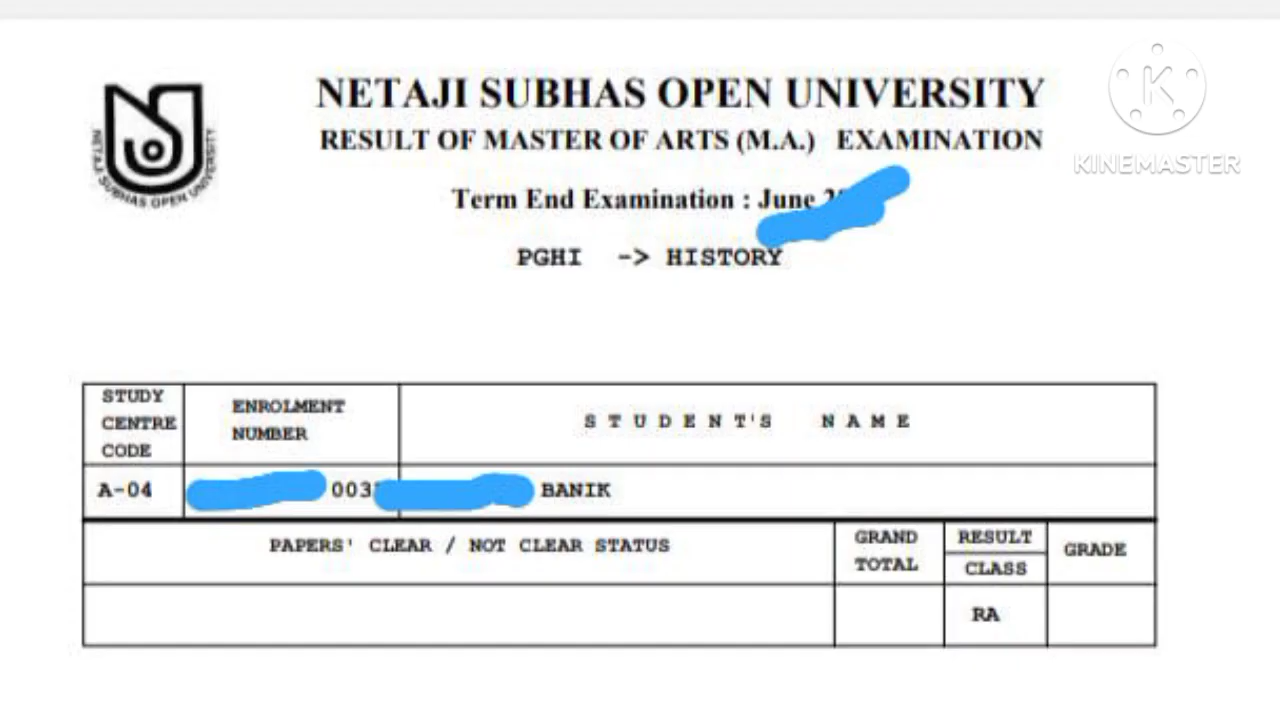 NETAJI SUBHAS OPEN UNIVERSITY
RESULT OF MASTER OF ARTS (M.A.) EXAMINATION
Term End Examination : June
PGHI -> HISTORY
NETAJI SUBHAS OPEN UNIVERSITY
KINEMASTER
STUDY CENTRE CODE
ENROLMENT NUMBER
STUDENT'S NAME
A-04 003 BANIK
PAPERS' CLEAR / NOT CLEAR STATUS
GRAND TOTAL
RESULT
CLASS
GRADE
RA